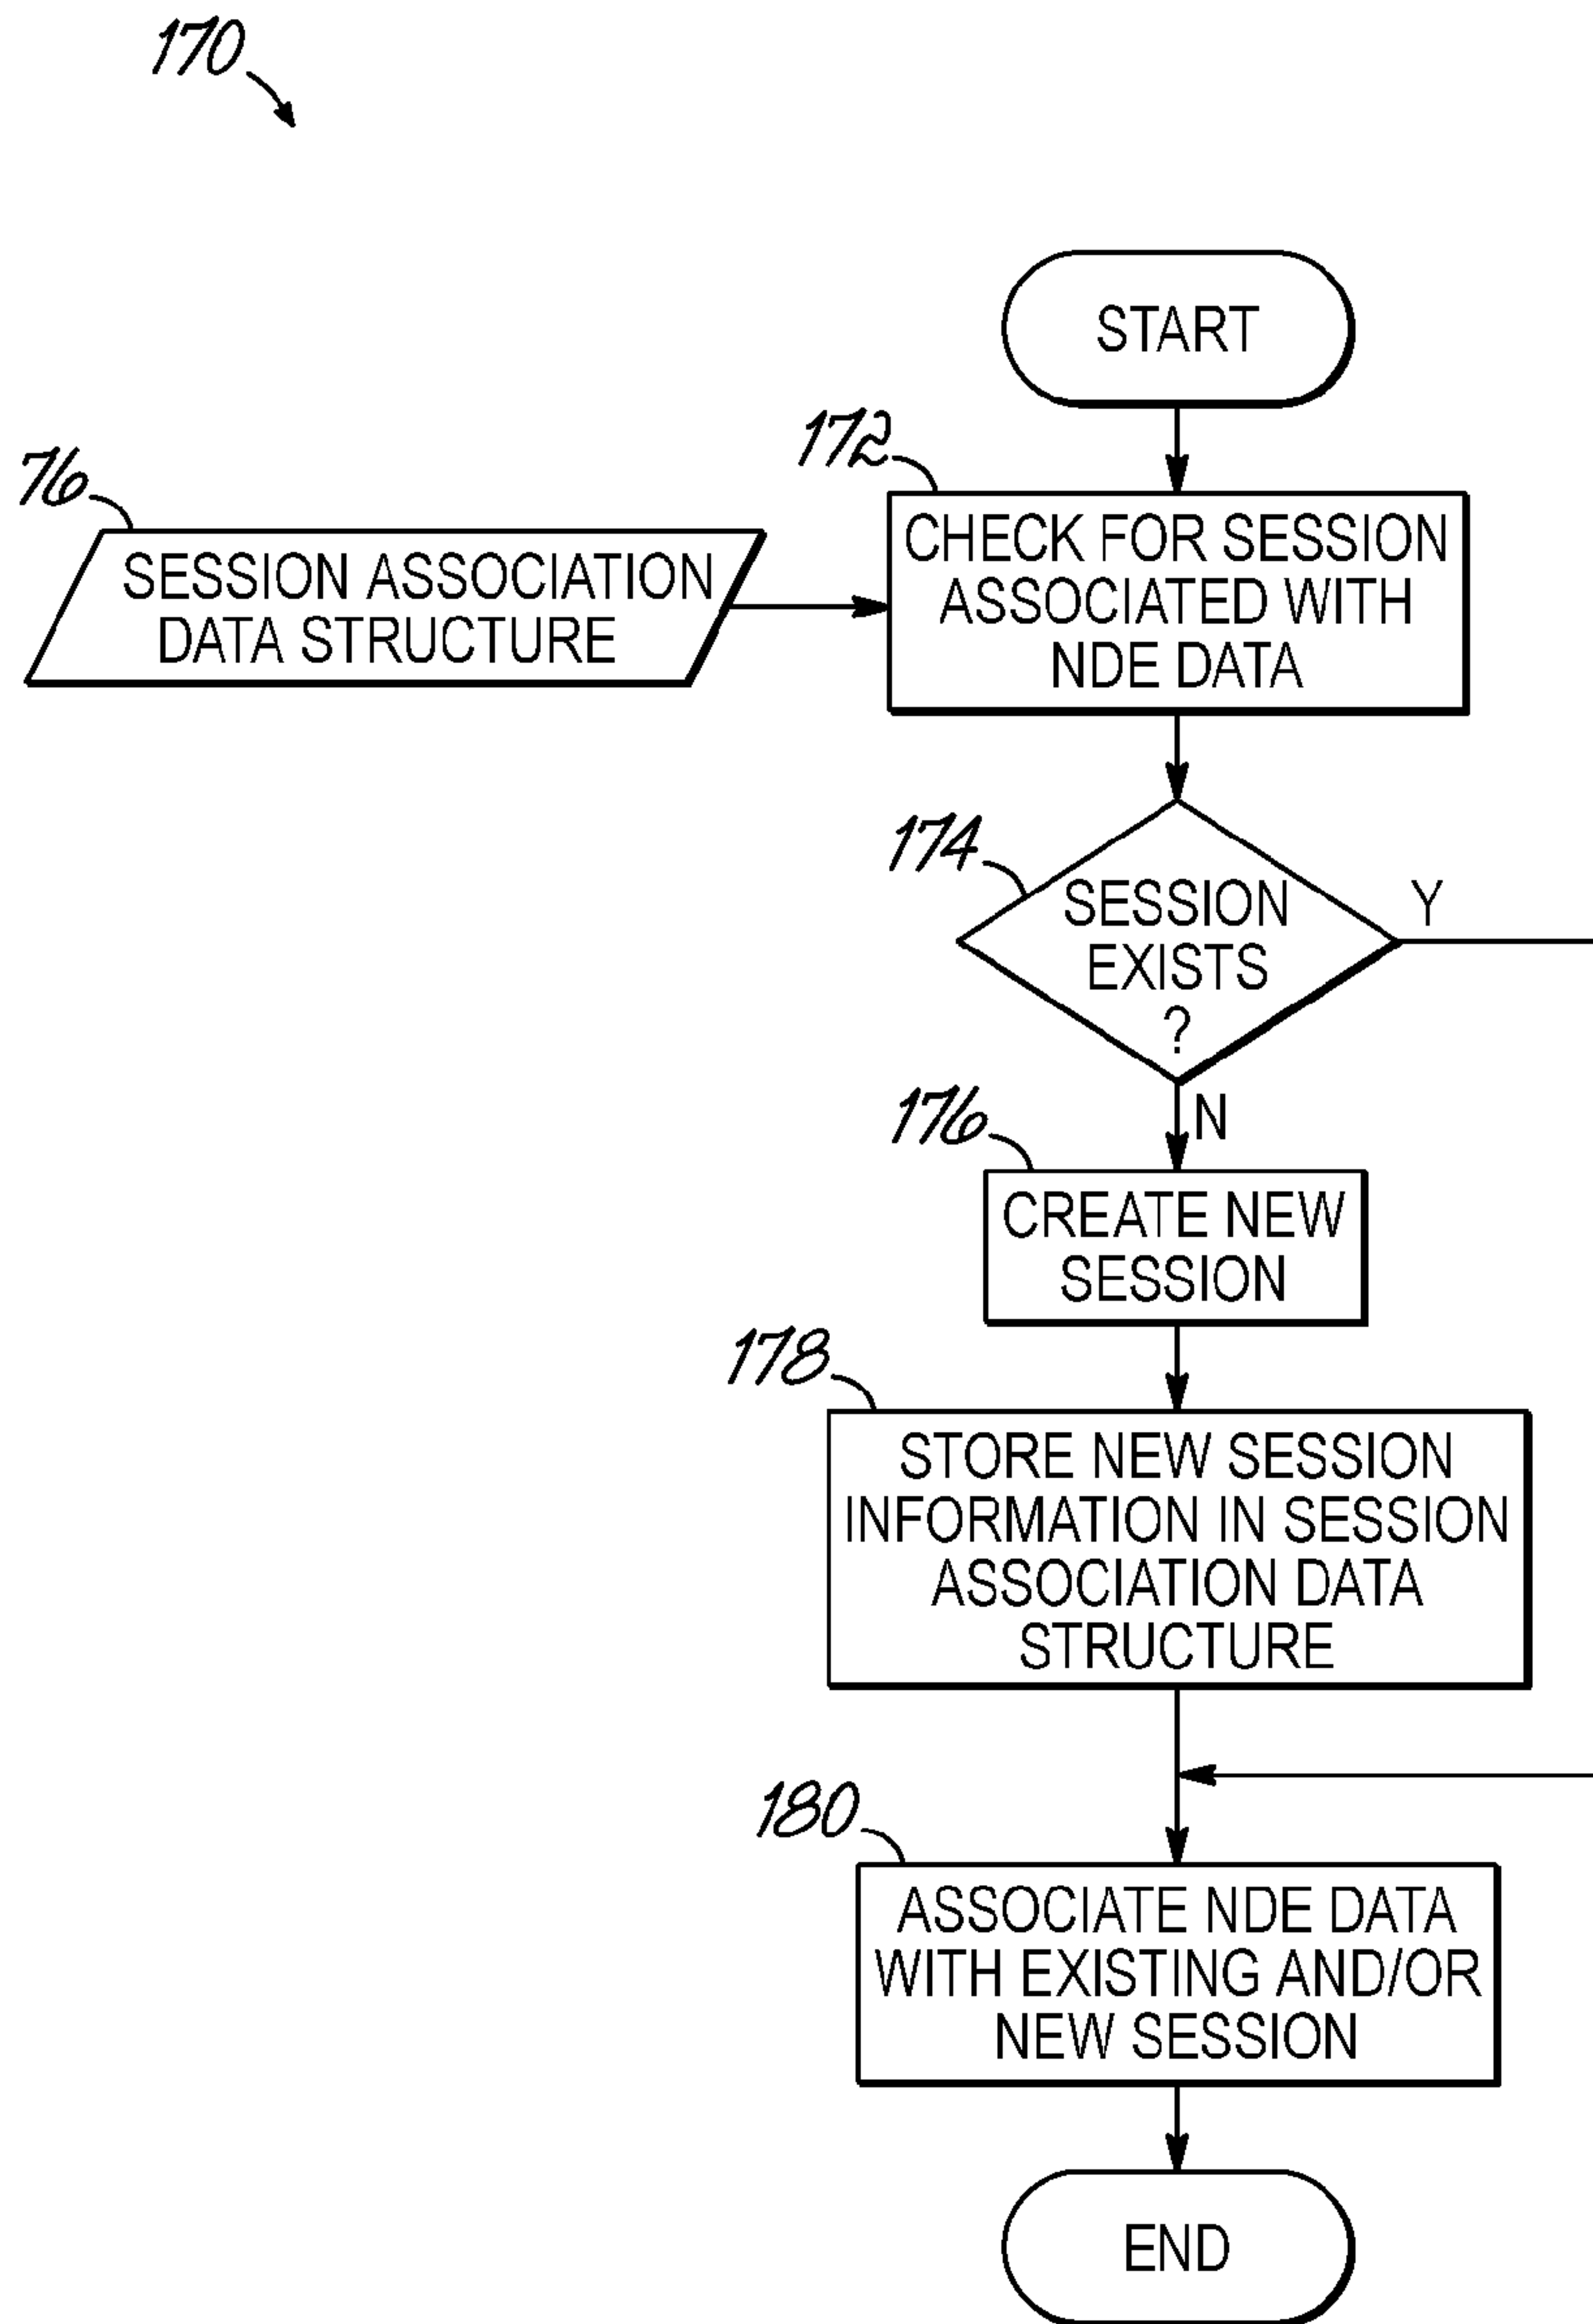 170
START
172
76
CHECK FOR SESSION
ASSOCIATED WITH
NDE DATA
SESSION ASSOCIATION
DATA STRUCTURE
174
SESSION
EXISTS
?
Y
N
176
CREATE NEW
SESSION
178
STORE NEW SESSION
INFORMATION IN SESSION
ASSOCIATION DATA
STRUCTURE
180
ASSOCIATE NDE DATA
WITH EXISTING AND/OR
NEW SESSION
END